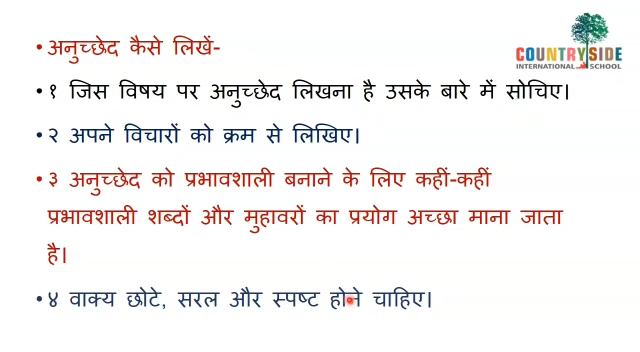 • अनुच्छेद कैसे लिखें-
COUNTRYSIDE
INTERNATIONAL SCHOOL
• १ जिस विषय पर अनुच्छेद लिखना है उसके बारे में सोचिए।
• २ अपने विचारों को क्रम से लिखिए।
• ३ अनुच्छेद को प्रभावशाली बनाने के लिए कहीं-कहीं
प्रभावशाली शब्दों और मुहावरों का प्रयोग अच्छा माना जाता
है।
• ४ वाक्य छोटे, सरल और स्पष्ट होने चाहिए।